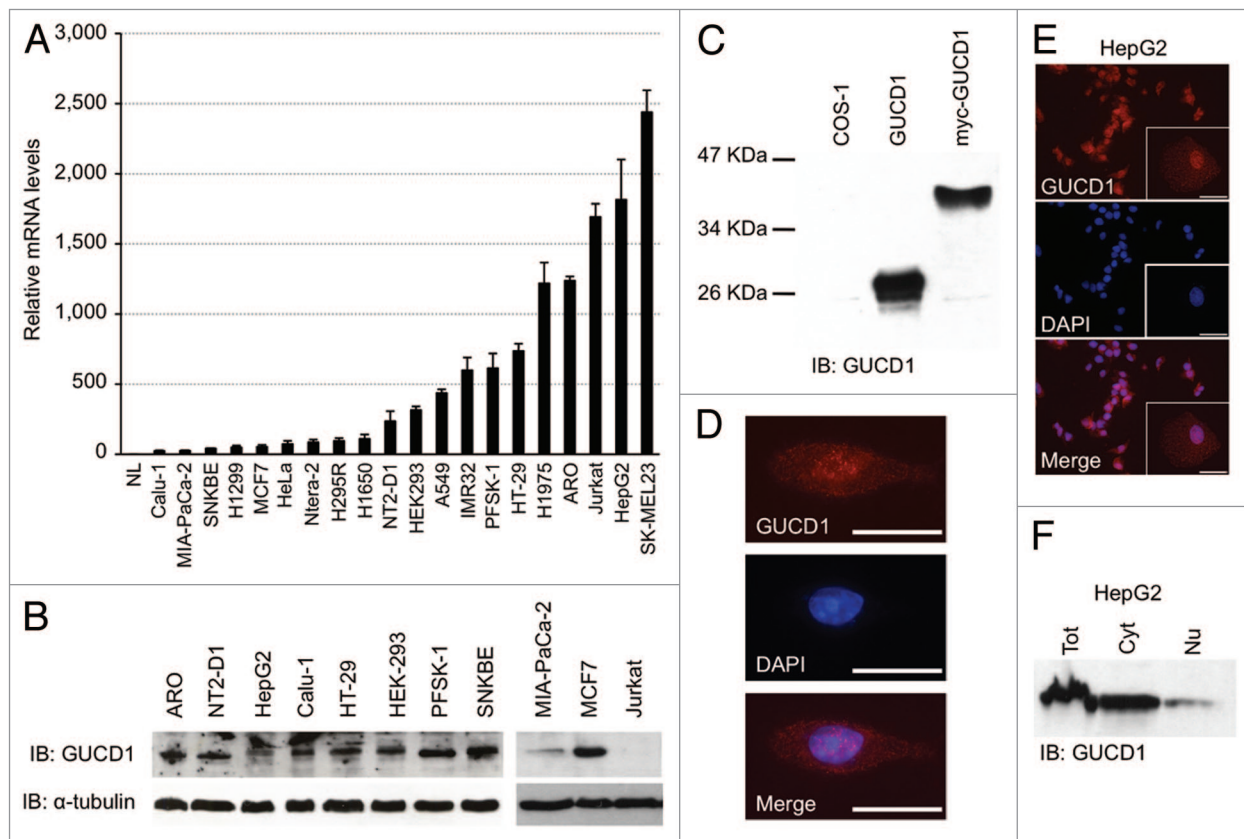 A
3,000
2,500
2,000
1,500
1,000
500
0
Relative mRNA levels
NL
Calu-1
MIA-PaCa-2
SNKBE
H1299
MCF7
HeLa
Ntera-2
H295R
H1650
NT2-D1
HEK293
A549
IMR32
PFSK-1
HT-29
H1975
ARO
Jurkat
HepG2
SK-MEL23
B
ARO
NT2-D1
HepG2
Calu-1
HT-29
HEK-293
PFSK-1
SNKBE
MIA-PaCa-2
MCF7
Jurkat
IB: GUCD1
IB: α-tubulin
C
COS-1
GUCD1
myc-GUCD1
47 KDa
34 KDa
26 KDa
IB: GUCD1
D
GUCD1
DAPI
Merge
E
HepG2
GUCD1
DAPI
Merge
F
HepG2
Tot
Cyt
Nu
IB: GUCD1